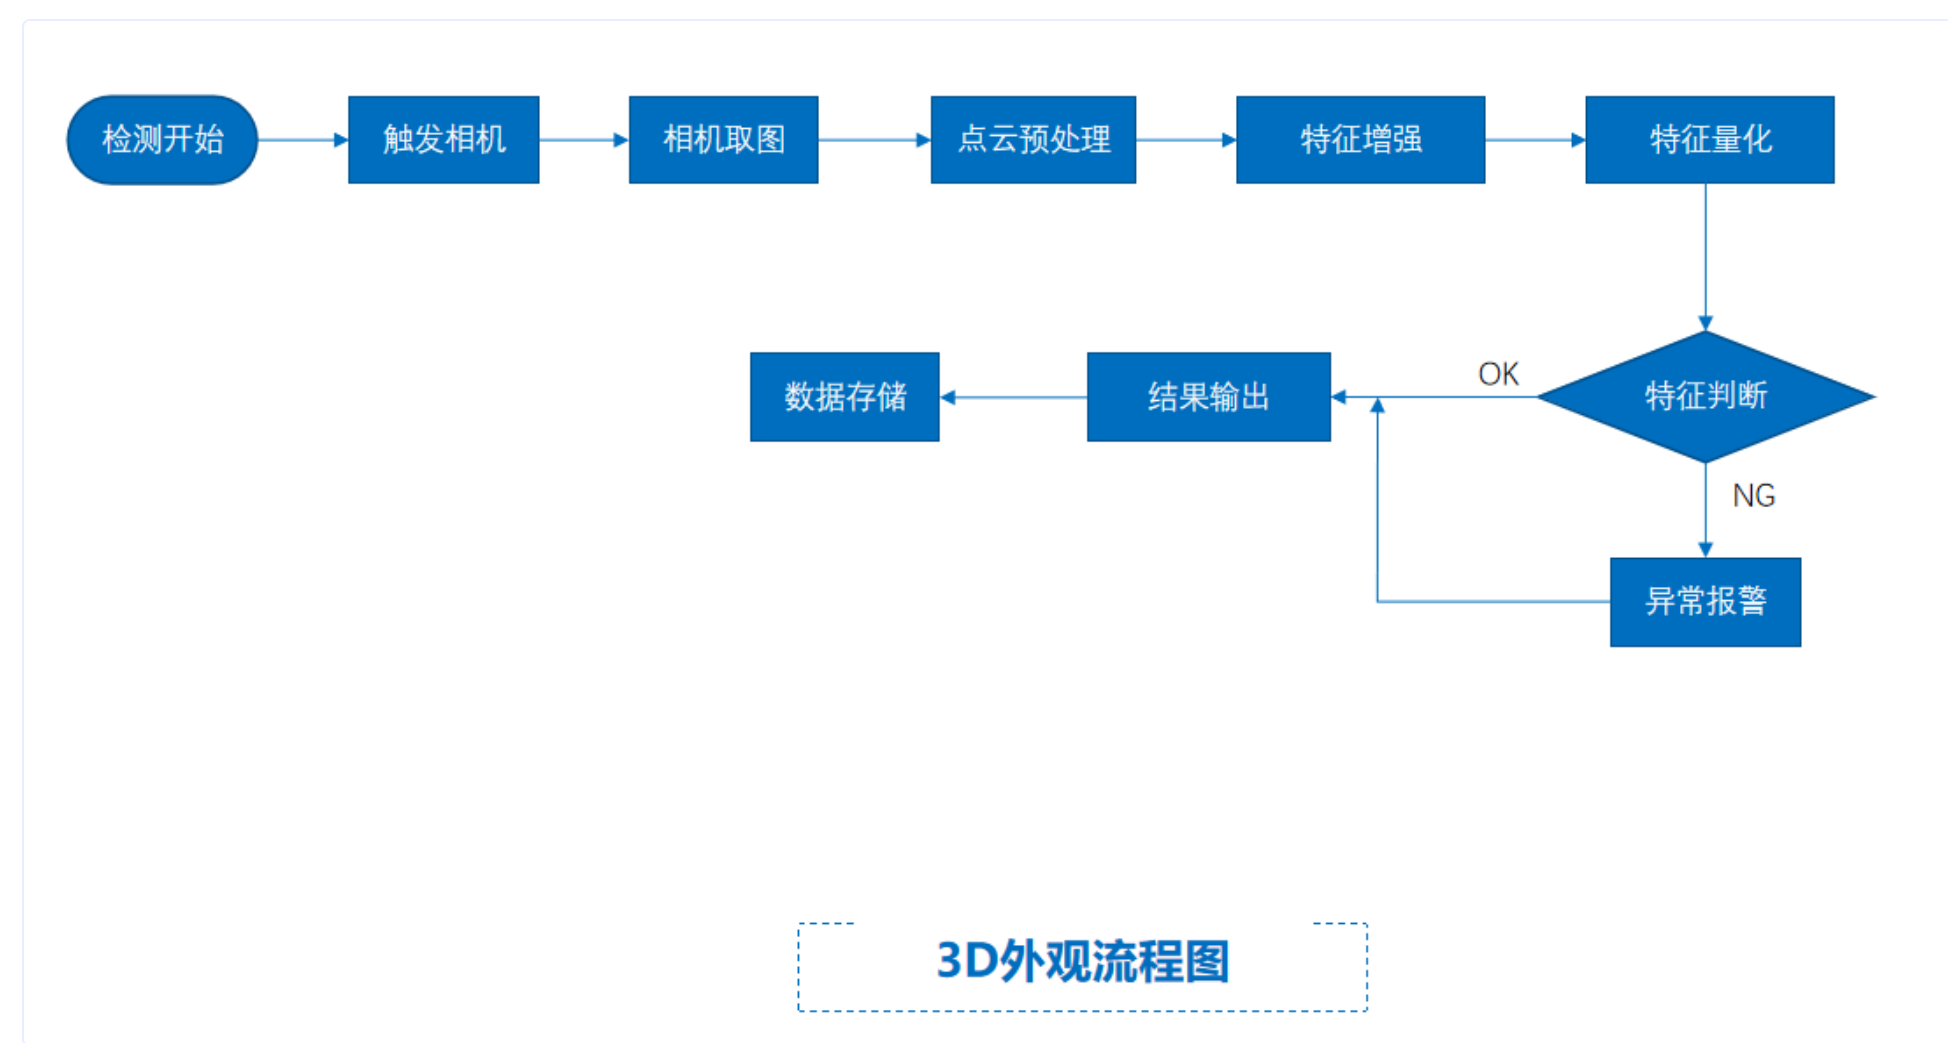 检测开始
触发相机
相机取图
点云预处理
特征增强
特征量化
特征判断
OK
结果输出
数据存储
NG
异常报警
3D外观流程图